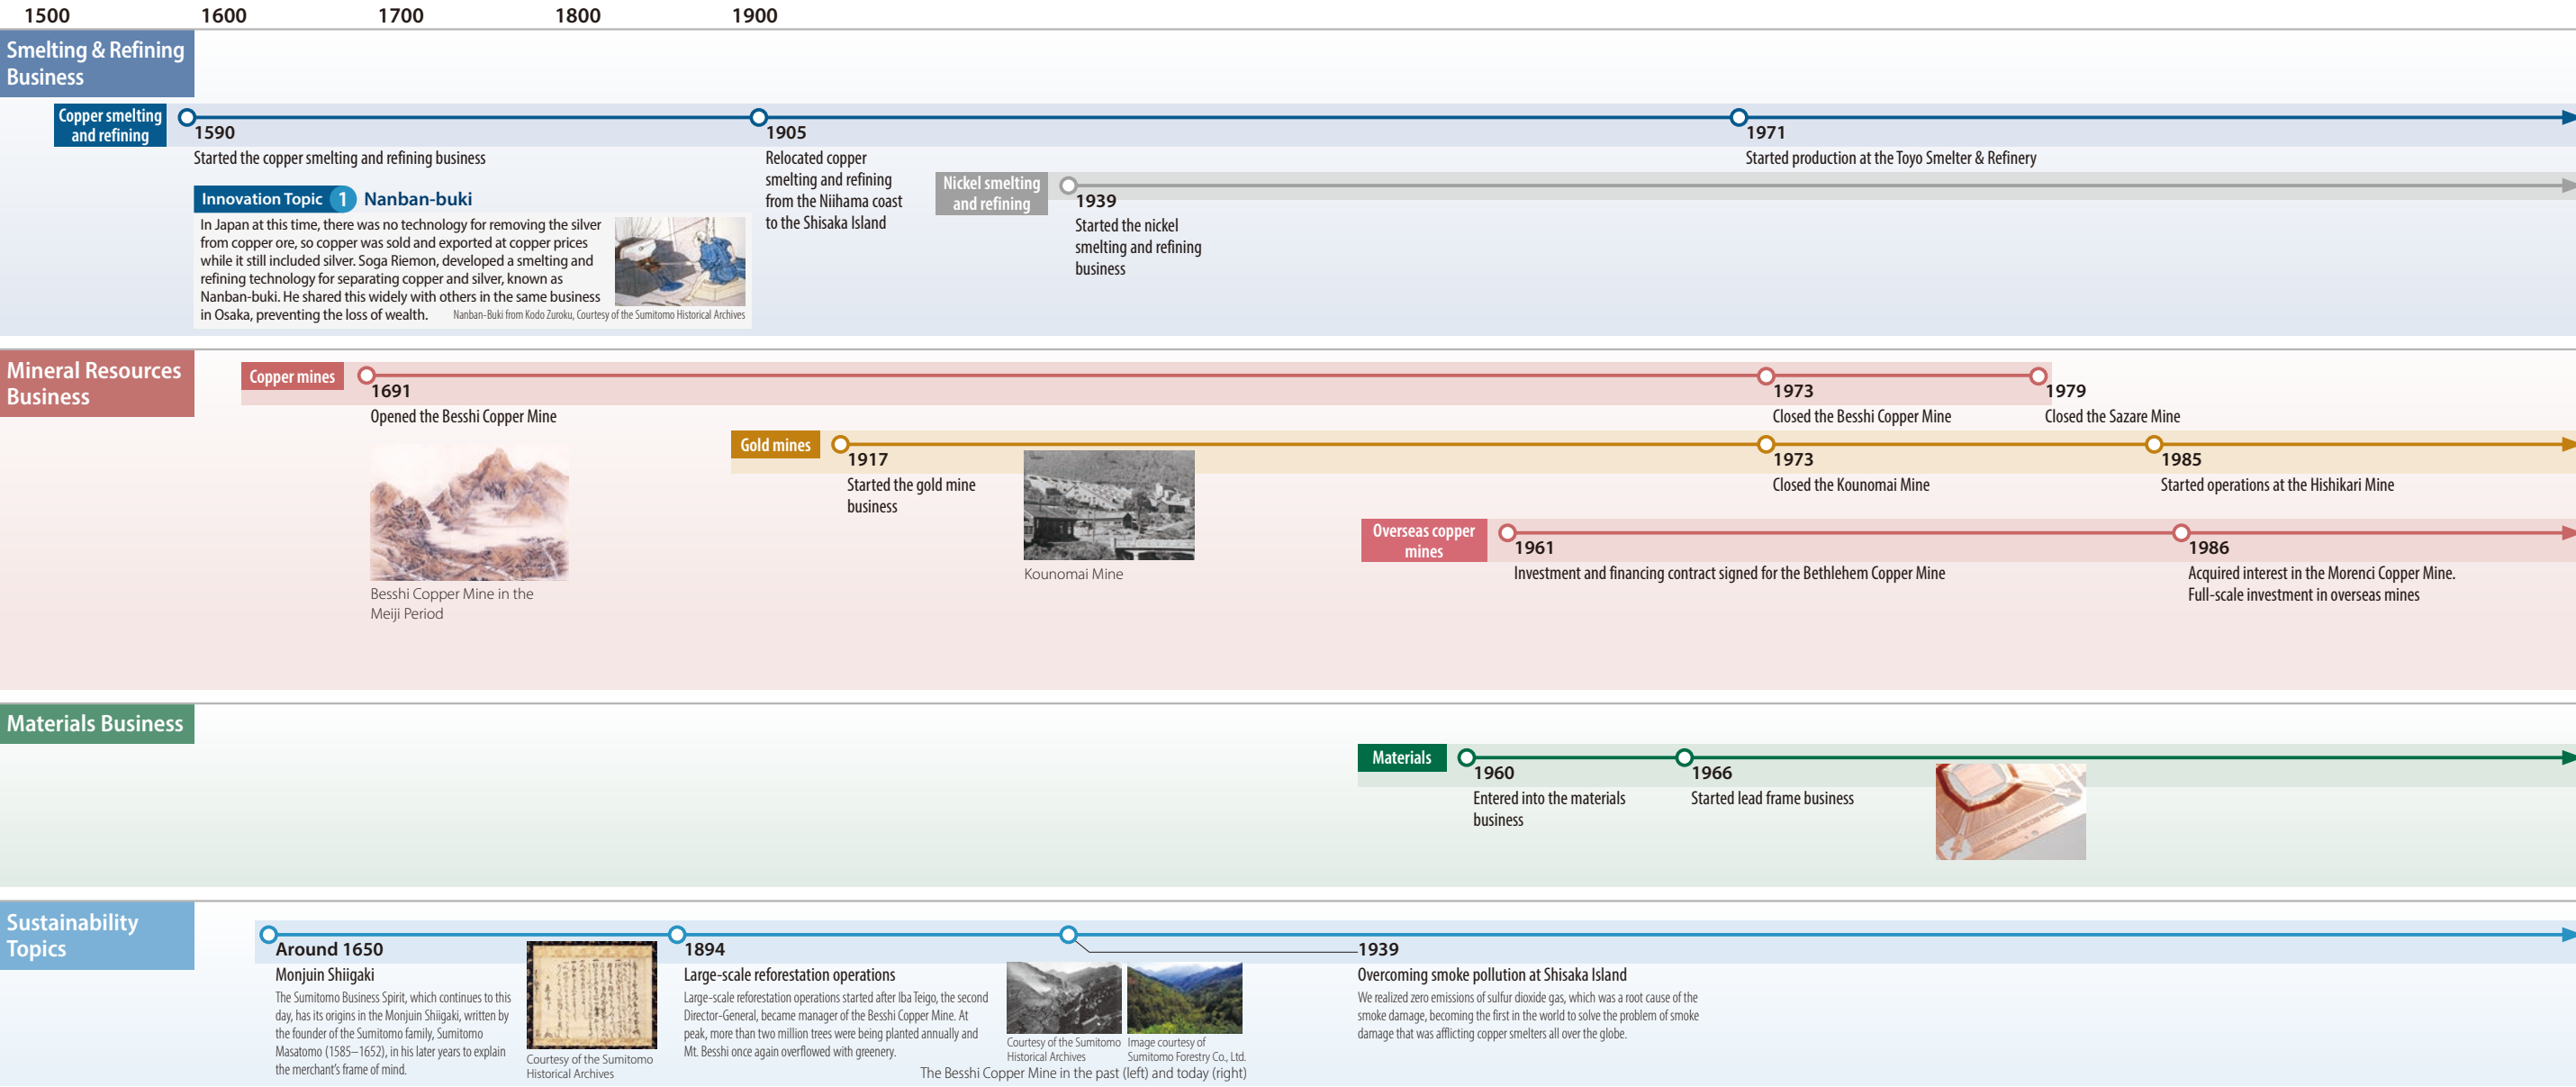 1500 1600 1700 1800 1900
Smelting & Refining
Business
Copper smelting
and refining
1590
Started the copper smelting and refining business
1905
Relocated copper
smelting and refining
from the Niihama coast
to the Shisaka Island
1971
Started production at the Toyo Smelter & Refinery
Nickel smelting
and refining
1939
Started the nickel
smelting and refining
business
Innovation Topic 1 Nanban-buki
In Japan at this time, there was no technology for removing the silver
from copper ore, so copper was sold and exported at copper prices
while it still included silver. Soga Riemon, developed a smelting and
refining technology for separating copper and silver, known as
Nanban-buki. He shared this widely with others in the same business
in Osaka, preventing the loss of wealth.
Nanban-Buki from Kodo Zuroku, Courtesy of the Sumitomo Historical Archives
Mineral Resources
Business
Copper mines
1691
Opened the Besshi Copper Mine
1973
Closed the Besshi Copper Mine
1979
Closed the Sazare Mine
Besshi Copper Mine in the
Meiji Period
Gold mines
1917
Started the gold mine
business
Kounomai Mine
1973
Closed the Kounomai Mine
1985
Started operations at the Hishikari Mine
Overseas copper
mines
1961
Investment and financing contract signed for the Bethlehem Copper Mine
1986
Acquired interest in the Morenci Copper Mine.
Full-scale investment in overseas mines
Materials Business
Materials
1960
Entered into the materials
business
1966
Started lead frame business
Sustainability
Topics
Around 1650
Monjuin Shiigaki
The Sumitomo Business Spirit, which continues to this
day, has its origins in the Monjuin Shiigaki, written by
the founder of the Sumitomo family, Sumitomo
Masatomo (1585–1652), in his later years to explain
the merchant's frame of mind.
Courtesy of the Sumitomo
Historical Archives
1894
Large-scale reforestation operations
Large-scale reforestation operations started after Iba Teigo, the second
Director-General, became manager of the Besshi Copper Mine. At
peak, more than two million trees were being planted annually and
Mt. Besshi once again overflowed with greenery.
Courtesy of the Sumitomo
Historical Archives
Image courtesy of
Sumitomo Forestry Co., Ltd.
The Besshi Copper Mine in the past (left) and today (right)
1939
Overcoming smoke pollution at Shisaka Island
We realized zero emissions of sulfur dioxide gas, which was a root cause of the
smoke damage, becoming the first in the world to solve the problem of smoke
damage that was afflicting copper smelters all over the globe.